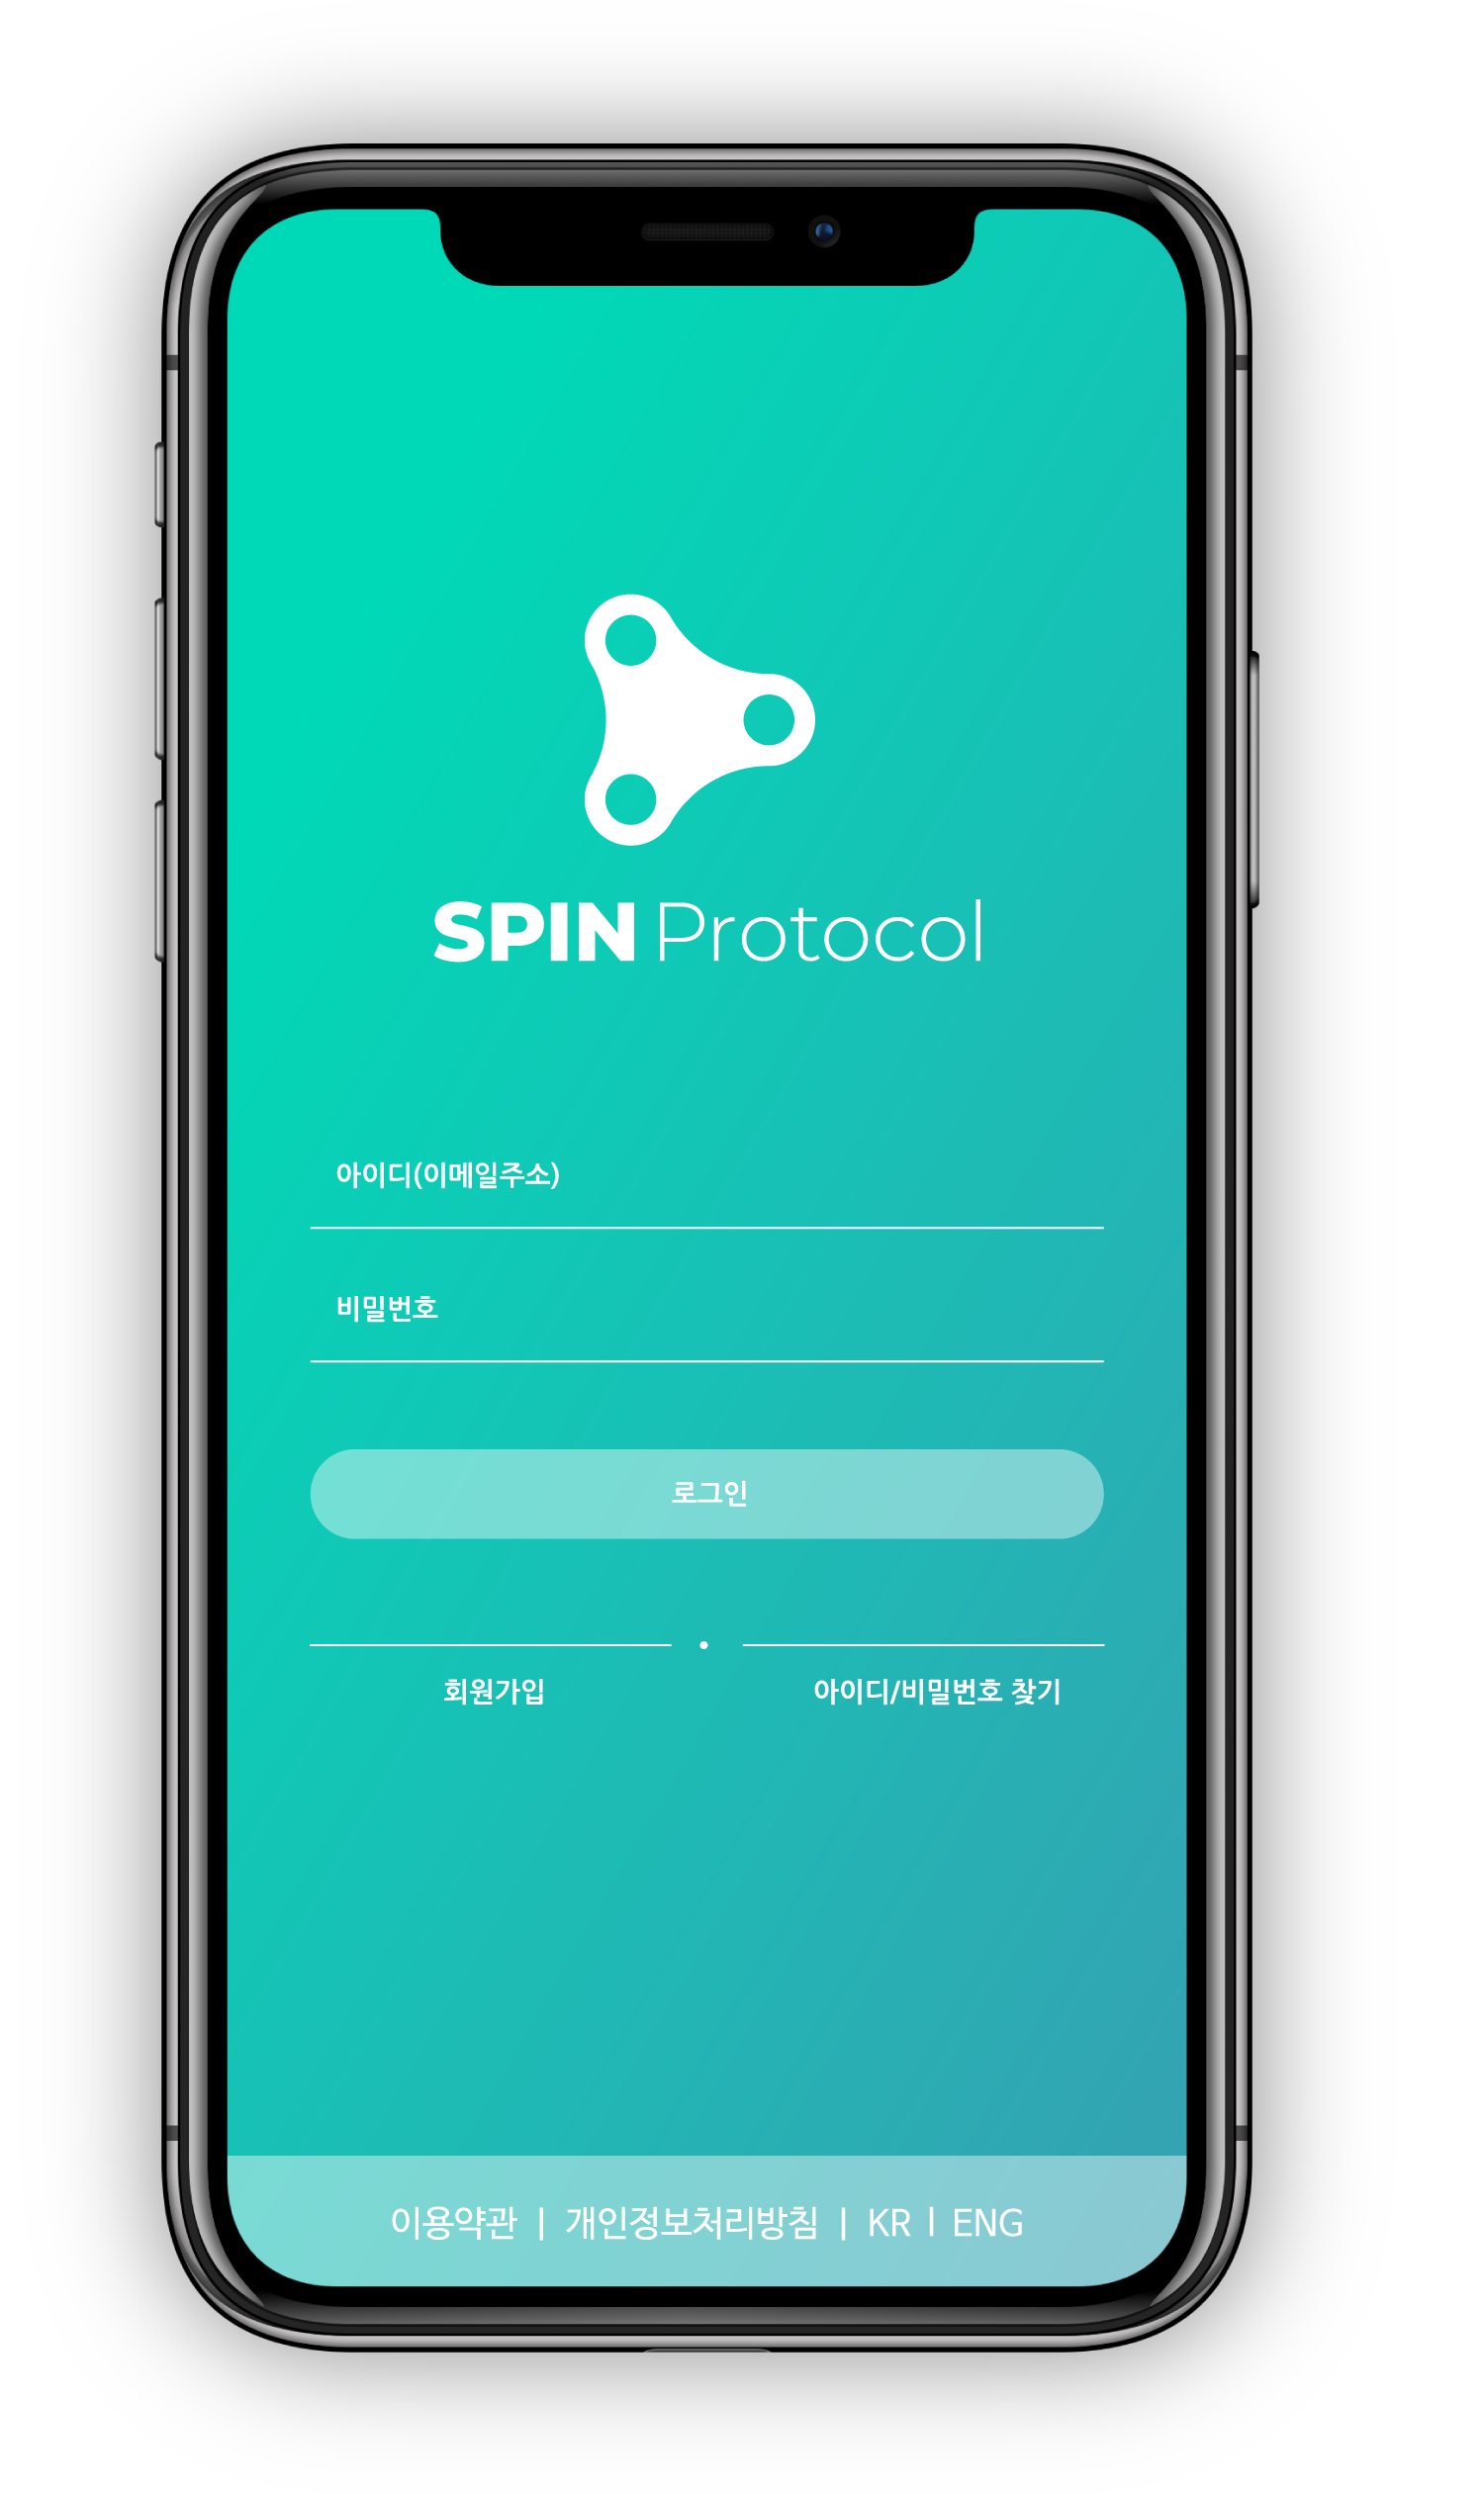 SPIN Protocol
아이디(이메일주소)
비밀번호
로그인
회원가입 아이디/비밀번호 찾기
이용약관 | 개인정보처리방침 | KR | ENG